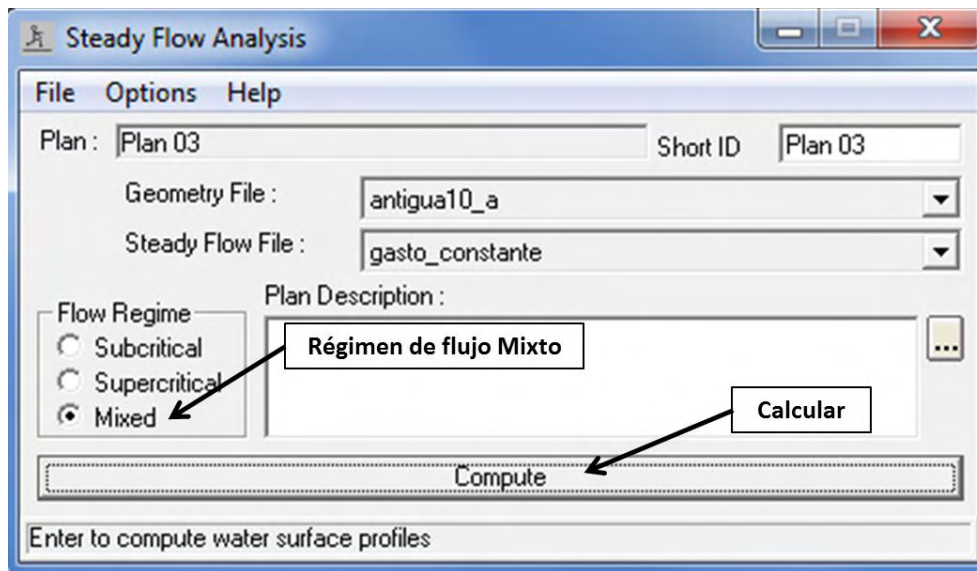 Steady Flow Analysis
File Options Help
Plan : Plan 03 Short ID Plan 03
Geometry File : antigua10_a
Steady Flow File : gasto_constante
Plan Description :
Flow Regime
Subcritical
Supercritical
Mixed
Régimen de flujo Mixto
...
Calcular
Compute
Enter to compute water surface profiles